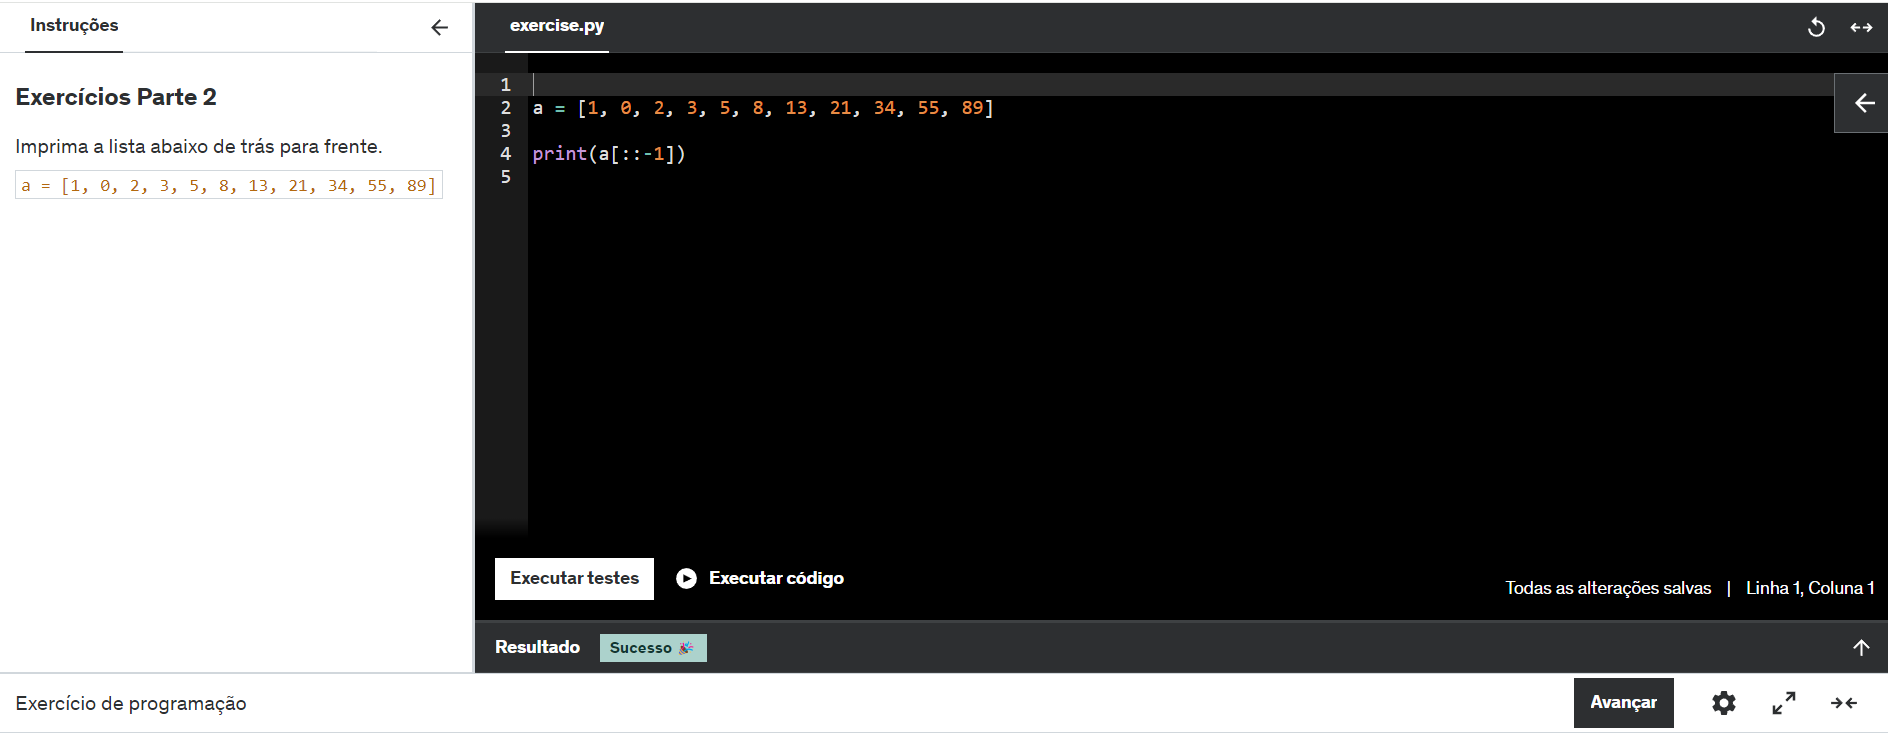 Instruções
Exercícios Parte 2
Imprima a lista abaixo de trás para frente.
a = [1, 0, 2, 3, 5, 8, 13, 21, 34, 55, 89]
exercise.py
1
2 a = [1, 0, 2, 3, 5, 8, 13, 21, 34, 55, 89]
3
4 print(a[::-1])
5
Executar testes Executar código
Todas as alterações salvas | Linha 1, Coluna 1
Resultado Sucesso 🎉
Exercício de programação
Avançar